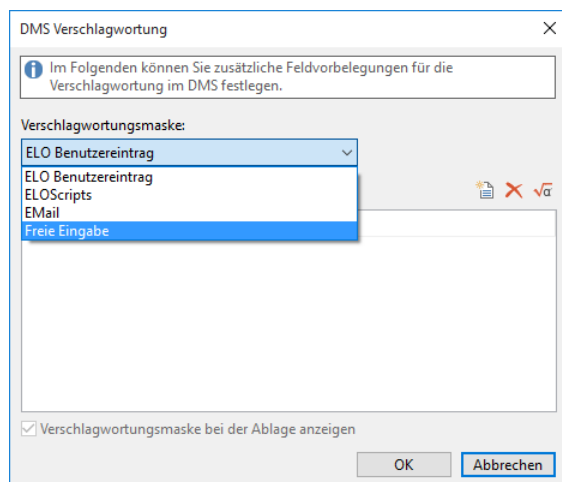 DMS Verschlagwortung
Im Folgenden können Sie zusätzliche Feldvorbelegungen für die
Verschlagwortung im DMS festlegen.
Verschlagwortungsmaske:
ELO Benutzereintrag
ELO Benutzereintrag
ELOScripts
EMail
Freie Eingabe
Verschlagwortungsmaske bei der Ablage anzeigen
OK Abbrechen